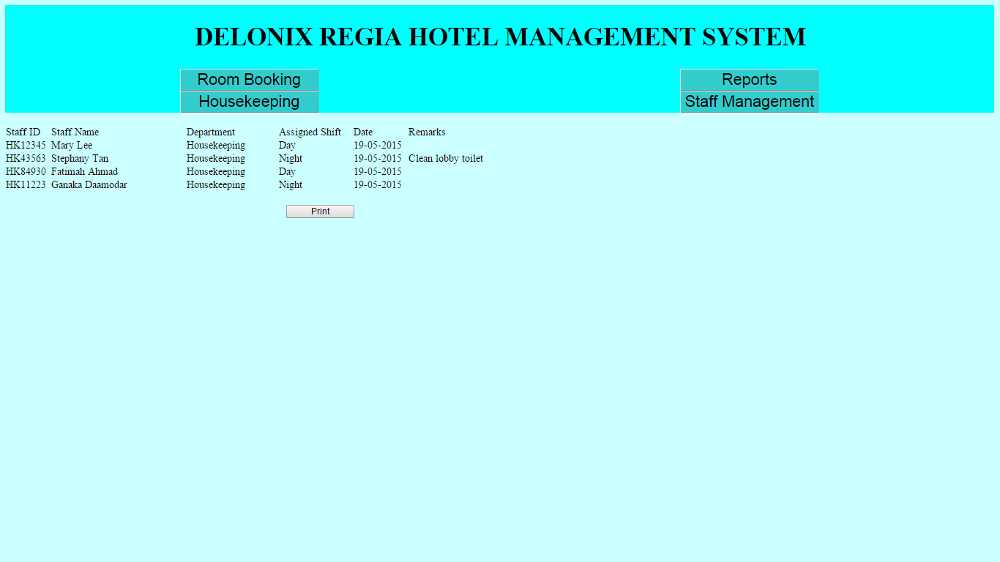 DELONIX REGIA HOTEL MANAGEMENT SYSTEM
Room Booking Reports
Housekeeping Staff Management
Staff ID Staff Name Department Assigned Shift Date Remarks
HK12345 Mary Lee Housekeeping Day 19-05-2015
HK43563 Stephany Tan Housekeeping Night 19-05-2015 Clean lobby toilet
HK84930 Fatimah Ahmad Housekeeping Day 19-05-2015
HK11223 Ganaka Daamodar Housekeeping Night 19-05-2015
Print